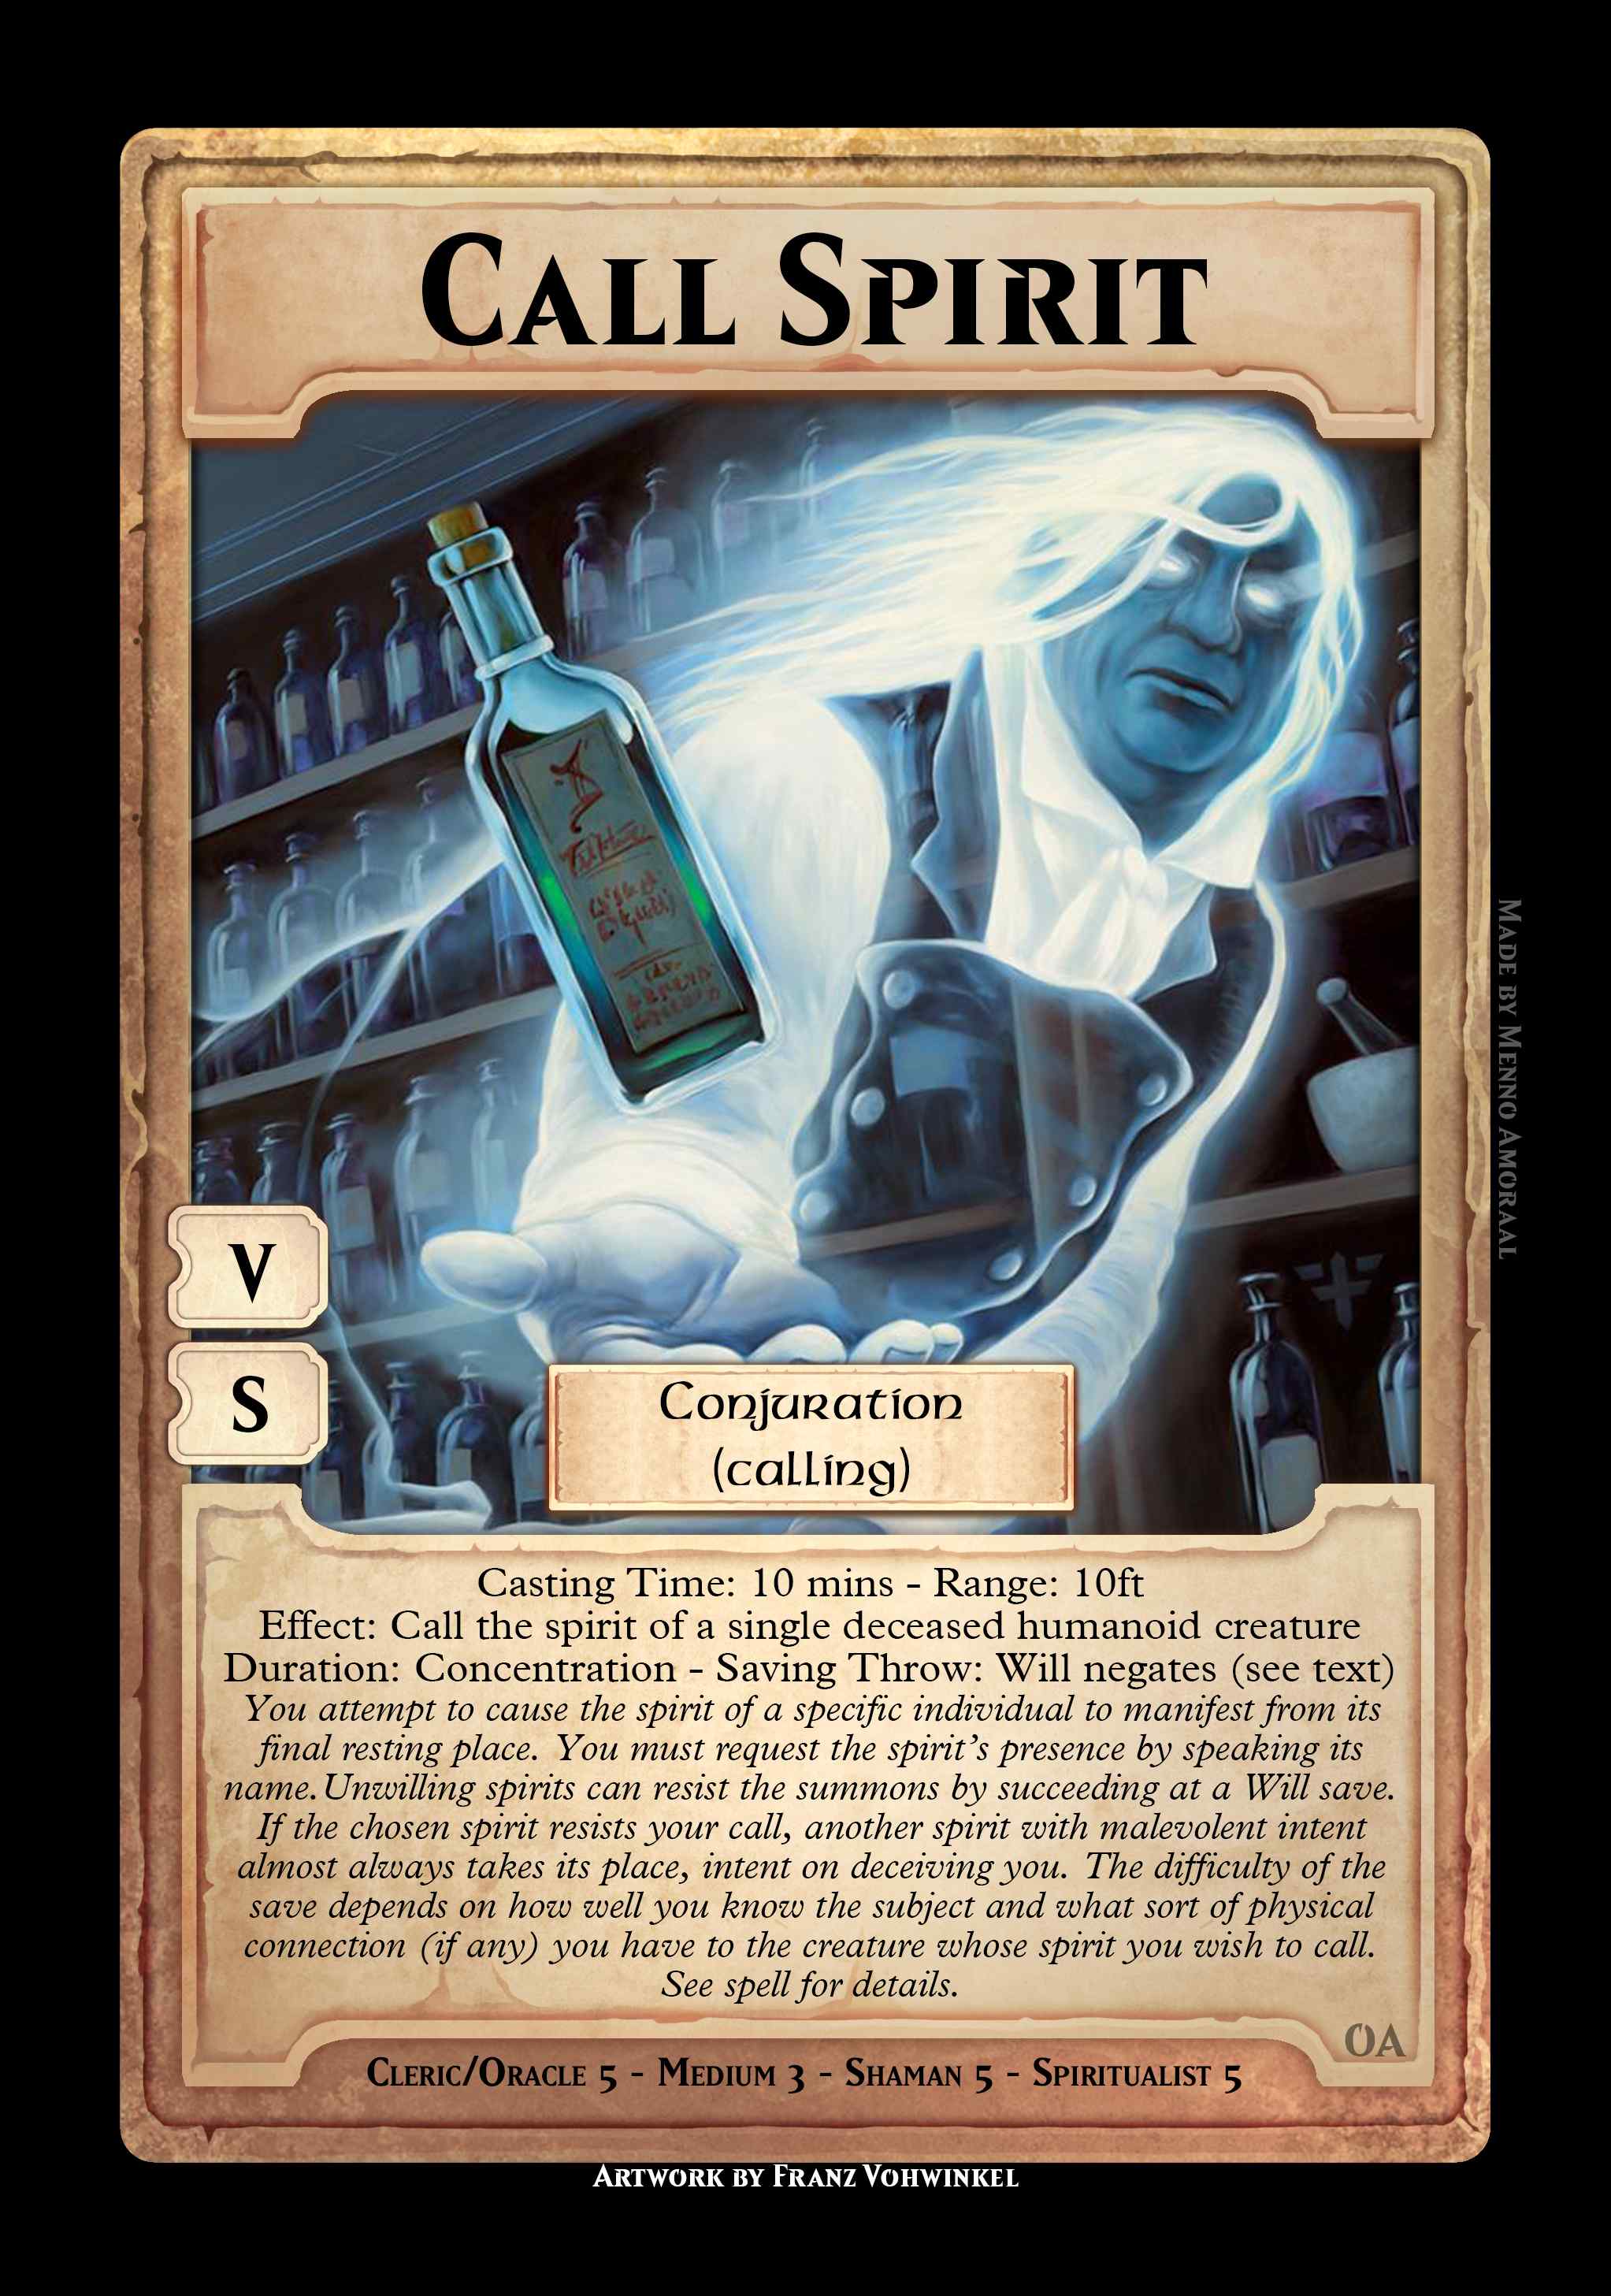 Call Spirit
V
S
Conjuration
(calling)
Casting Time: 10 mins - Range: 10ft
Effect: Call the spirit of a single deceased humanoid creature
Duration: Concentration - Saving Throw: Will negates (see text)
You attempt to cause the spirit of a specific individual to manifest from its
final resting place. You must request the spirit's presence by speaking its
name. Unwilling spirits can resist the summons by succeeding at a Will save.
If the chosen spirit resists your call, another spirit with malevolent intent
almost always takes its place, intent on deceiving you. The difficulty of the
save depends on how well you know the subject and what sort of physical
connection (if any) you have to the creature whose spirit you wish to call.
See spell for details.
OA
Cleric/Oracle 5 - Medium 3 - Shaman 5 - Spiritualist 5
Artwork by Franz Vohwinkel
Made by Menno Amoraal